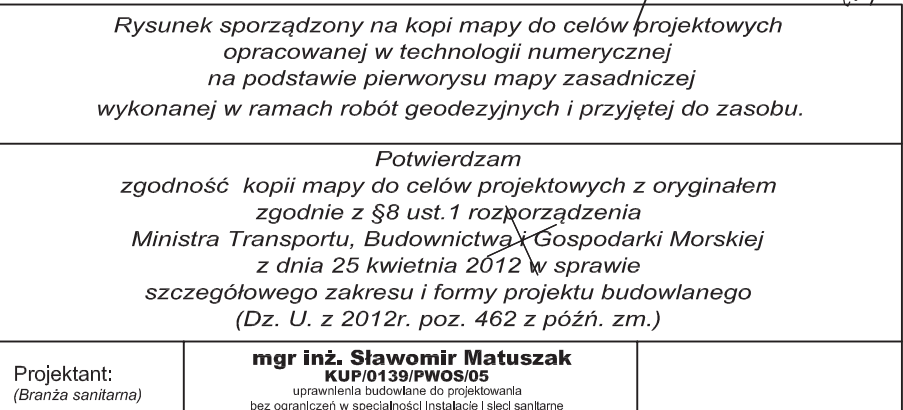 Rysunek sporządzony na kopi mapy do celów projektowych
opracowanej w technologii numerycznej
na podstawie pierworysu mapy zasadniczej
wykonanej w ramach robót geodezyjnych i przyjętej do zasobu.
Potwierdzam
zgodność kopii mapy do celów projektowych z oryginałem
zgodnie z §8 ust.1 rozporządzenia
Ministra Transportu, Budownictwa i Gospodarki Morskiej
z dnia 25 kwietnia 2012 w sprawie
szczegółowego zakresu i formy projektu budowlanego
(Dz. U. z 2012r. poz. 462 z późń. zm.)
Projektant:
(Branża sanitarna)
mgr inż. Sławomir Matuszak
KUP/0139/PWOS/05
uprawnienia budowlane do projektowania
bez ograniczeń w specjalności instalacje i sieci sanitarne